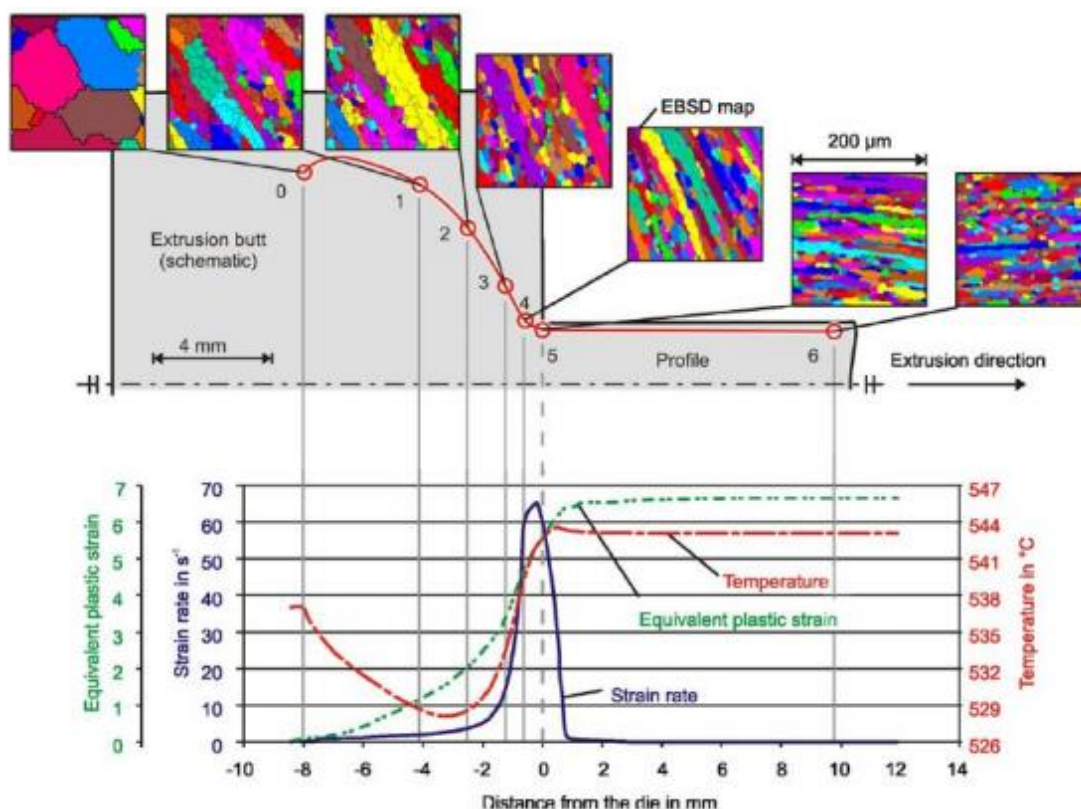 EBSD map
200 µm
0
1
Extrusion butt
(schematic)
2
3
4
4 mm
5
Profile
6
Extrusion direction
Equivalent plastic strain
7
6
5
4
3
2
1
0
Strain rate in s⁻¹
70
60
50
40
30
20
10
0
Temperature
Equivalent plastic strain
Strain rate
547
544
541
538
535
532
529
526
Temperature in °C
-10 -8 -6 -4 -2 0 2 4 6 8 10 12 14
Distance from the die in mm